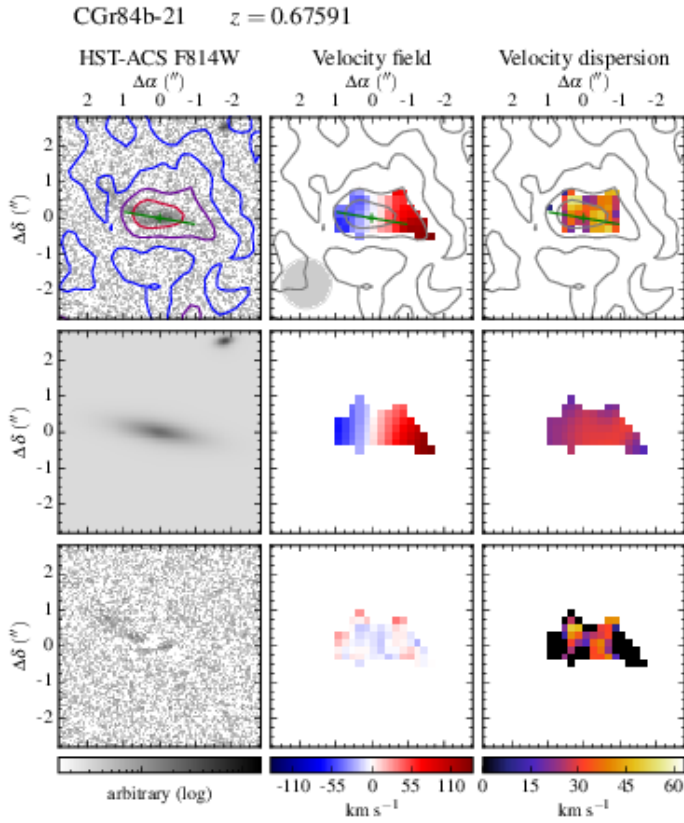 CGr84b-21 z = 0.67591
HST-ACS F814W Velocity field Velocity dispersion
Δα (′′) Δα (′′) Δα (′′)
2 1 0 -1 -2 2 1 0 -1 -2 2 1 0 -1 -2
2
1
Δδ (′′)
0
-1
-2
2
1
Δδ (′′)
0
-1
-2
2
1
Δδ (′′)
0
-1
-2
-110 -55 0 55 110 0 15 30 45 60
arbitrary (log) km s⁻¹ km s⁻¹